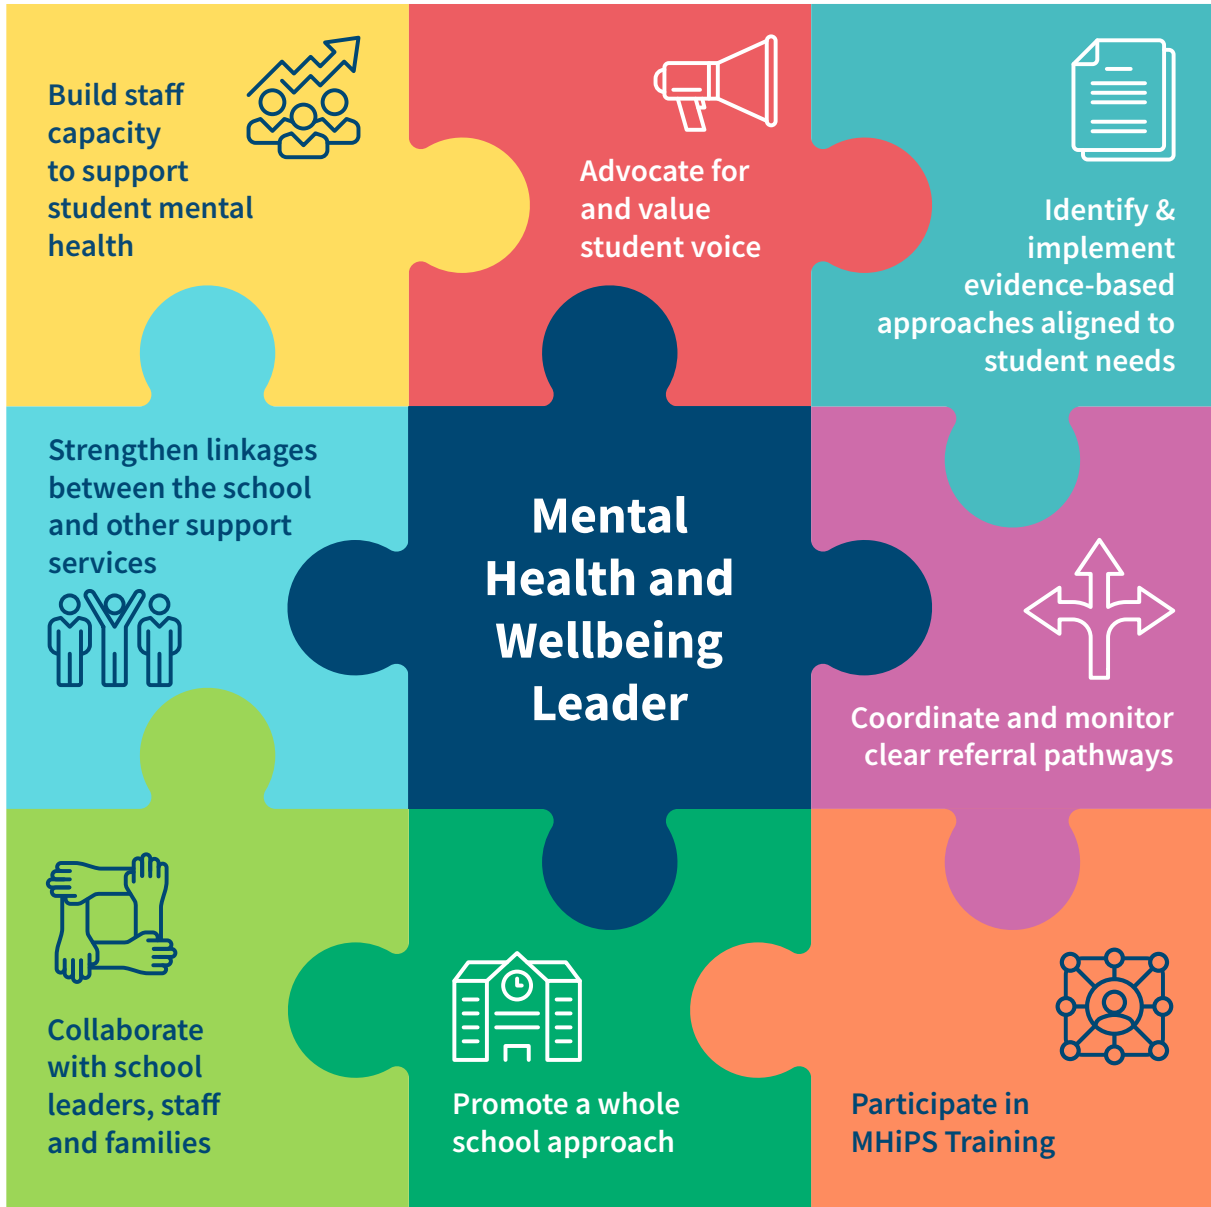 Build staff
capacity
to support
student mental
health
Advocate for
and value
student voice
Identify &
implement
evidence-based
approaches aligned to
student needs
Strengthen linkages
between the school
and other support
services
Mental
Health and
Wellbeing
Leader
Coordinate and monitor
clear referral pathways
Collaborate
with school
leaders, staff
and families
Promote a whole
school approach
Participate in
MHiPS Training